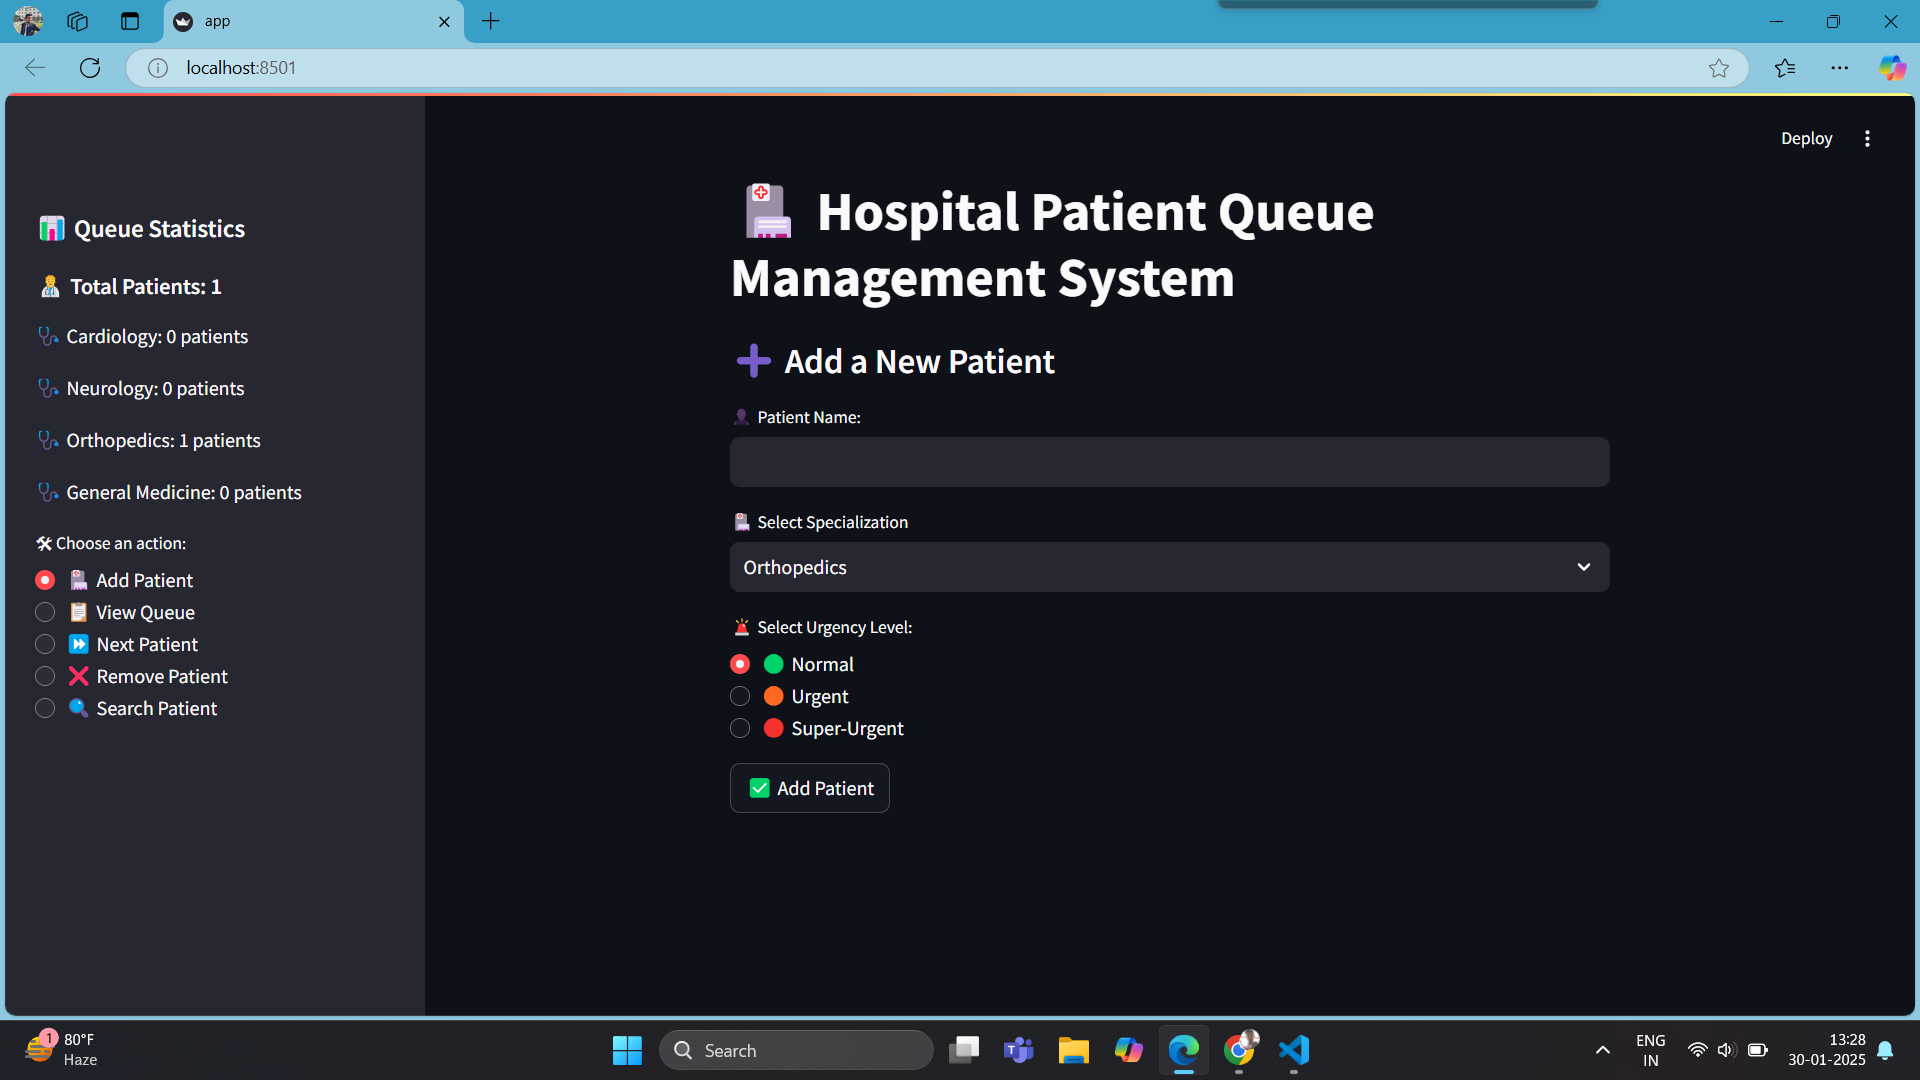 app
localhost:8501
Deploy
Queue Statistics
Total Patients: 1
Cardiology: 0 patients
Neurology: 0 patients
Orthopedics: 1 patients
General Medicine: 0 patients
Choose an action:
Add Patient
View Queue
Next Patient
Remove Patient
Search Patient
Hospital Patient Queue
Management System
Add a New Patient
Patient Name:
Select Specialization
Orthopedics
Select Urgency Level:
Normal
Urgent
Super-Urgent
Add Patient
1
80°F
Haze
Search
ENG
IN
13:28
30-01-2025